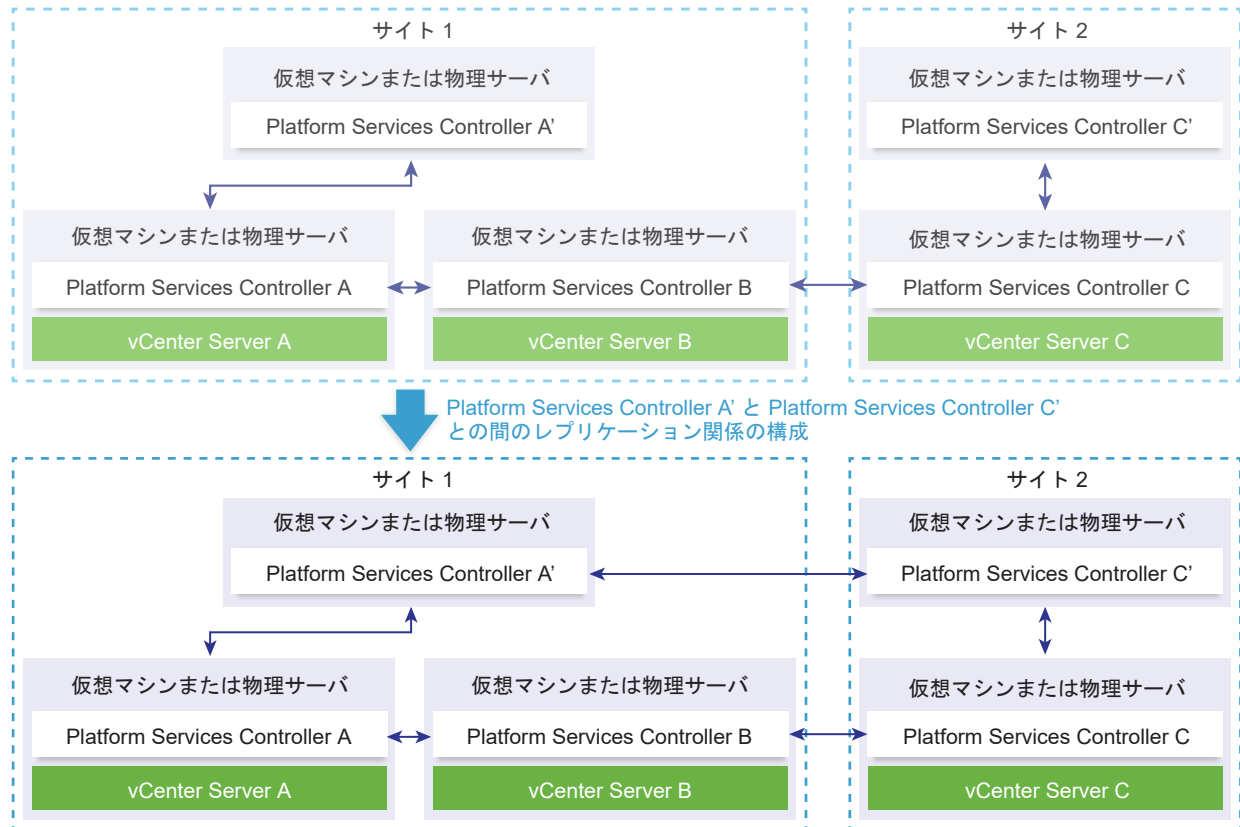 サイト 1
仮想マシンまたは物理サーバ
Platform Services Controller A’
仮想マシンまたは物理サーバ
Platform Services Controller A
vCenter Server A
仮想マシンまたは物理サーバ
Platform Services Controller B
vCenter Server B
サイト 2
仮想マシンまたは物理サーバ
Platform Services Controller C’
仮想マシンまたは物理サーバ
Platform Services Controller C
vCenter Server C
Platform Services Controller A’ と Platform Services Controller C’
との間のレプリケーション関係の構成
サイト 1
仮想マシンまたは物理サーバ
Platform Services Controller A’
仮想マシンまたは物理サーバ
Platform Services Controller A
vCenter Server A
仮想マシンまたは物理サーバ
Platform Services Controller B
vCenter Server B
サイト 2
仮想マシンまたは物理サーバ
Platform Services Controller C’
仮想マシンまたは物理サーバ
Platform Services Controller C
vCenter Server C